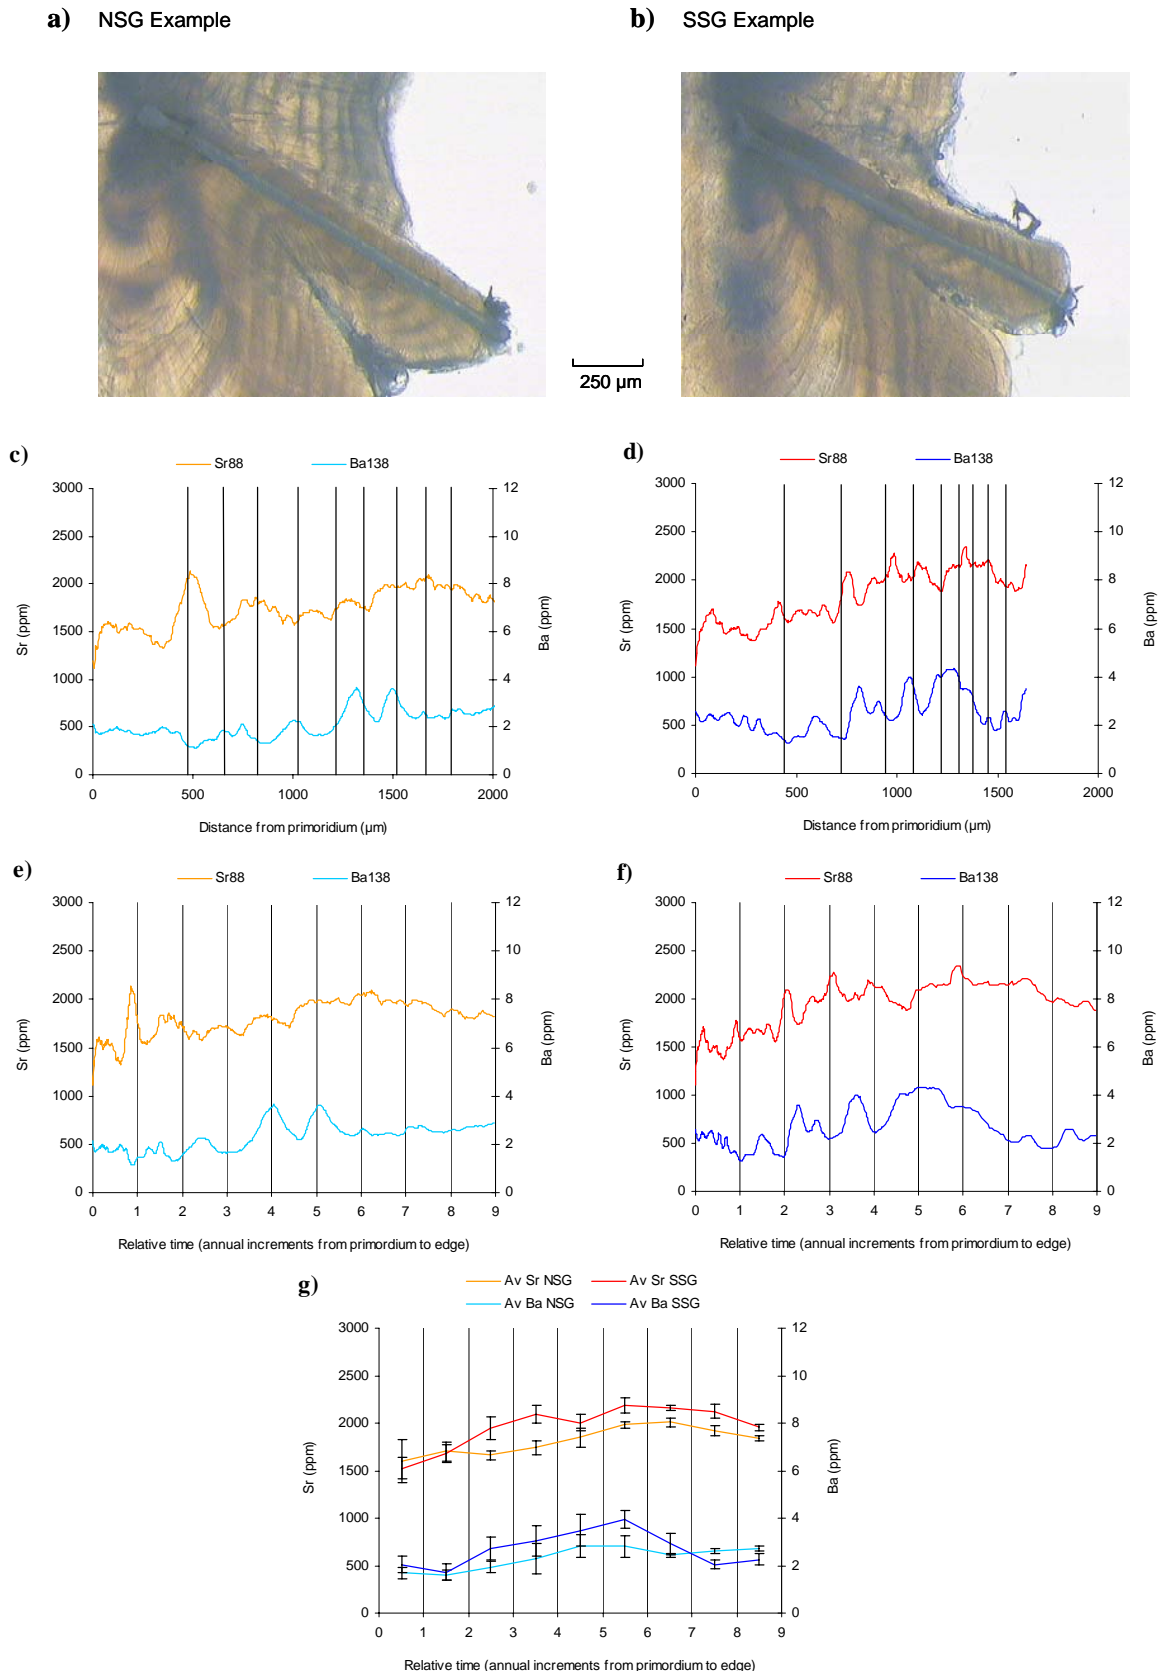 a) NSG Example
b) SSG Example
250 µm
c)
Sr88 Ba138
3000
2500
2000
1500
1000
500
0
Sr (ppm)
12
10
8
6
4
2
0
Ba (ppm)
0 500 1000 1500 2000
Distance from primoridium (µm)
d)
Sr88 Ba138
3000
2500
2000
1500
1000
500
0
Sr (ppm)
12
10
8
6
4
2
0
Ba (ppm)
0 500 1000 1500 2000
Distance from primoridium (µm)
e)
Sr88 Ba138
3000
2500
2000
1500
1000
500
0
Sr (ppm)
12
10
8
6
4
2
0
Ba (ppm)
0 1 2 3 4 5 6 7 8 9
Relative time (annual increments from primordium to edge)
f)
Sr88 Ba138
3000
2500
2000
1500
1000
500
0
Sr (ppm)
12
10
8
6
4
2
0
Ba (ppm)
0 1 2 3 4 5 6 7 8 9
Relative time (annual increments from primordium to edge)
g)
Av Sr NSG Av Sr SSG
Av Ba NSG Av Ba SSG
3000
2500
2000
1500
1000
500
0
Sr (ppm)
12
10
8
6
4
2
0
Ba (ppm)
0 1 2 3 4 5 6 7 8 9
Relative time (annual increments from primordium to edge)